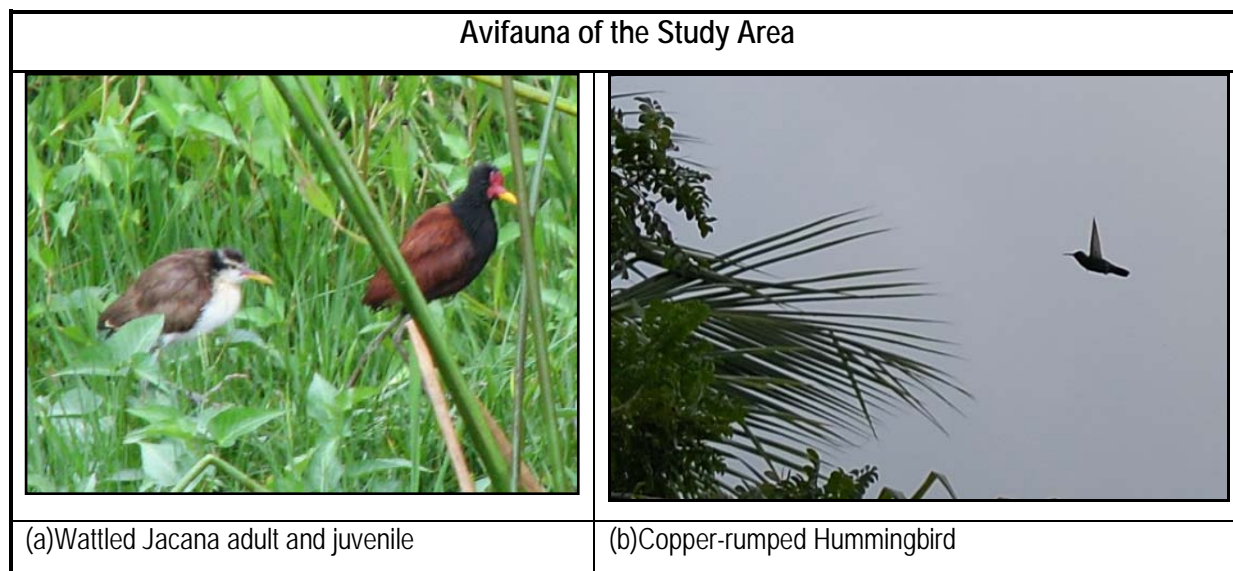 Avifauna of the Study Area
(a)Wattled Jacana adult and juvenile
(b)Copper-rumped Hummingbird